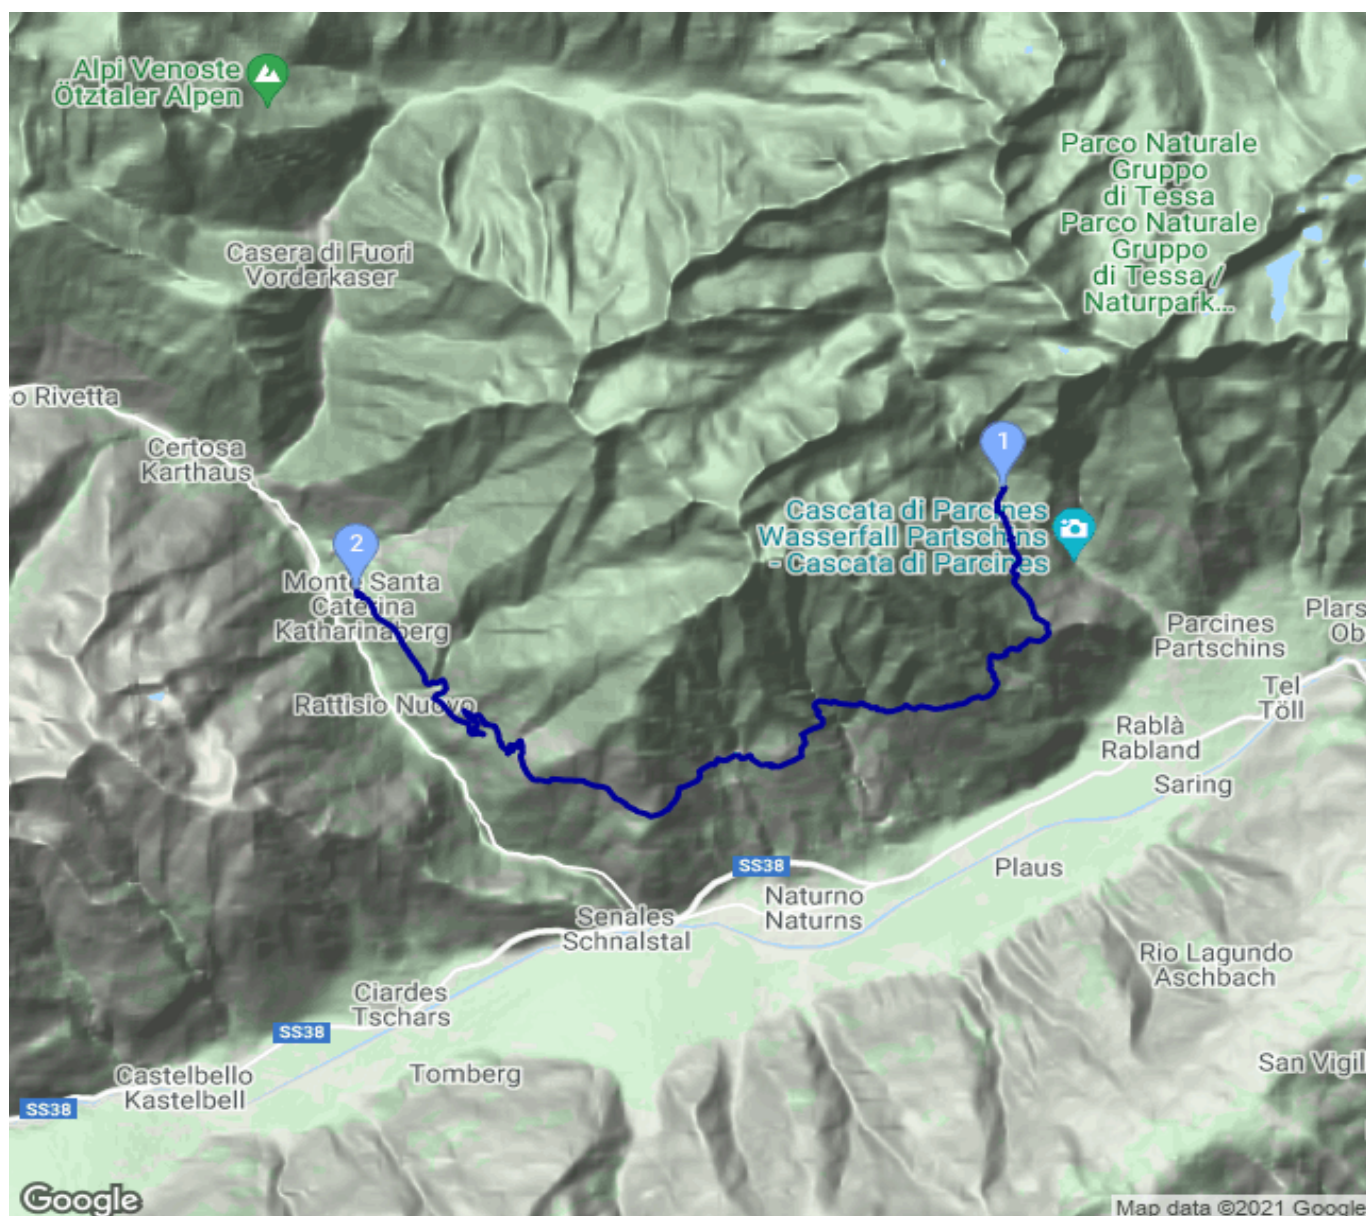 Alpi Venoste
Ötztaler Alpen
Parco Naturale
Gruppo
di Tessa
Parco Naturale
Gruppo
di Tessa /
Naturpark...
Casera di Fuori
Vorderkaser
o Rivetta
Certosa
Karthaus
1
Cascata di Parcines
Wasserfall Partschins
- Cascata di Parcines
2
Monte Santa
Caterina
Katharinaberg
Plars
Ob
Parcines
Partschins
Rattisio Nuovo
Tel
Töll
Rablà
Rabland
Saring
SS38
Plaus
Naturno
Naturns
Senales
Schnalstal
Rio Lagundo
Aschbach
Ciardes
Tschars
SS38
San Vigil
Tomberg
Castelbello
Kastelbell
SS38
Google
Map data ©2021 Google